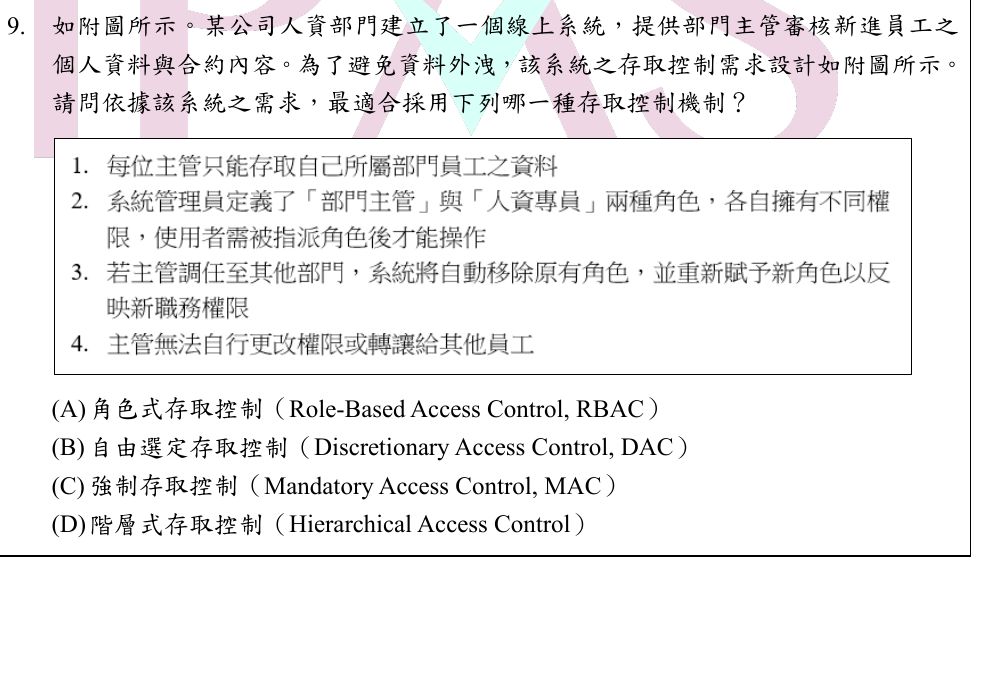 9. 如附圖所示。某公司人資部門建立了一個線上系統，提供部門主管審核新進員工之
個人資料與合約內容。為了避免資料外洩，該系統之存取控制需求設計如附圖所示。
請問依據該系統之需求，最適合採用下列哪一種存取控制機制？
1. 每位主管只能存取自己所屬部門員工之資料
2. 系統管理員定義了「部門主管」與「人資專員」兩種角色，各自擁有不同權
限，使用者需被指派角色後才能操作
3. 若主管調任至其他部門，系統將自動移除原有角色，並重新賦予新角色以反
映新職務權限
4. 主管無法自行更改權限或轉讓給其他員工
(A) 角色式存取控制（Role-Based Access Control, RBAC）
(B) 自由選定存取控制（Discretionary Access Control, DAC）
(C) 強制存取控制（Mandatory Access Control, MAC）
(D) 階層式存取控制（Hierarchical Access Control）